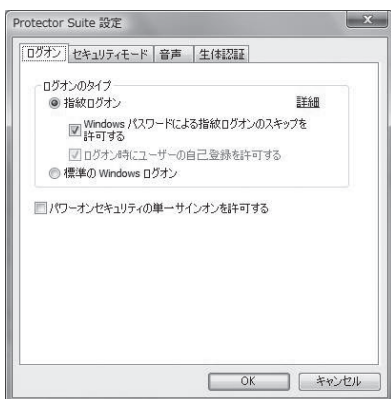 Protector Suite 設定
ログオン セキュリティモード 音声 生体認証
ログオンのタイプ
指紋ログオン 詳細
Windows パスワードによる指紋ログオンのスキップを
許可する
ログオン時にユーザーの自己登録を許可する
標準の Windows ログオン
パワーオンセキュリティの単一サインオンを許可する
OK キャンセル